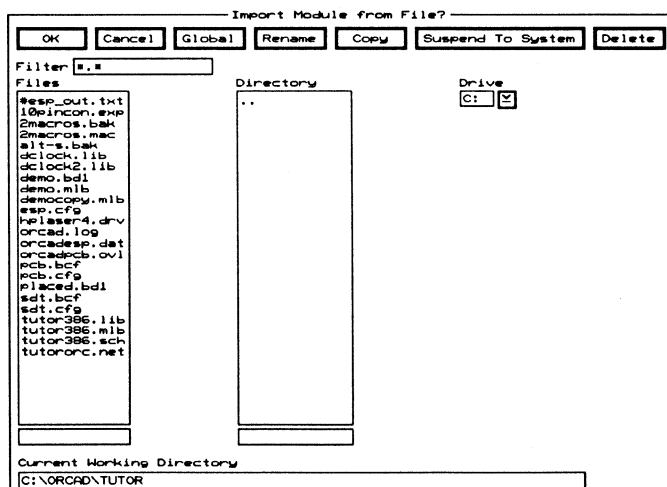 Import Module from File?
OK Cancel Global Rename Copy Suspend To System Delete
Filter *.*
Files Directory Drive
#esp_out.txt .. C:
10pincon.exp
2macros.bak
2macros.mac
alt-s.bak
dclock.lib
dclock2.lib
demo.bd1
demo.mlb
democopy.mlb
esp.cfg
hplaser4.drv
orcad.log
orcadesp.dat
orcadpcb.ovl
pcb.bcf
pcb.cfg
placed.bd1
sdt.bcf
sdt.cfg
tutor386.lib
tutor386.mlb
tutor386.sch
tutororc.net
Current Working Directory
C:\ORCAD\TUTOR